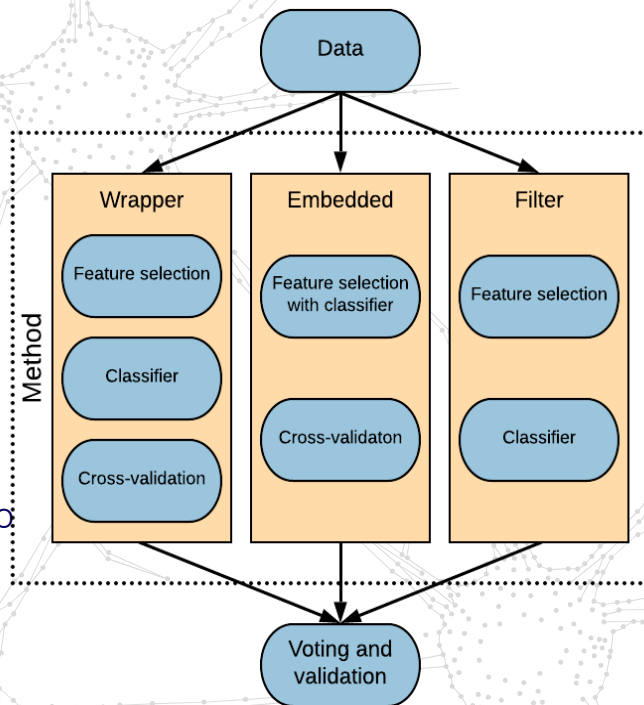 Data
Method
Wrapper
Feature selection
Classifier
Cross-validation
Embedded
Feature selection
with classifier
Cross-validaton
Filter
Feature selection
Classifier
Voting and
validation